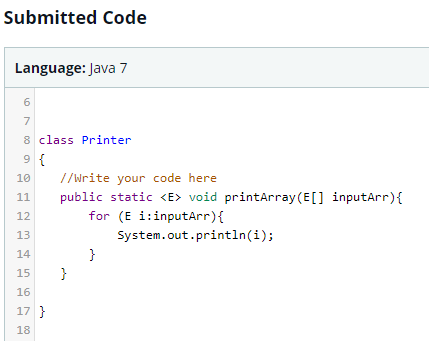 Submitted Code
Language: Java 7
6
7
8 class Printer
9 {
10 //Write your code here
11 public static <E> void printArray(E[] inputArr){
12 for (E i:inputArr){
13 System.out.println(i);
14 }
15 }
16
17 }
18